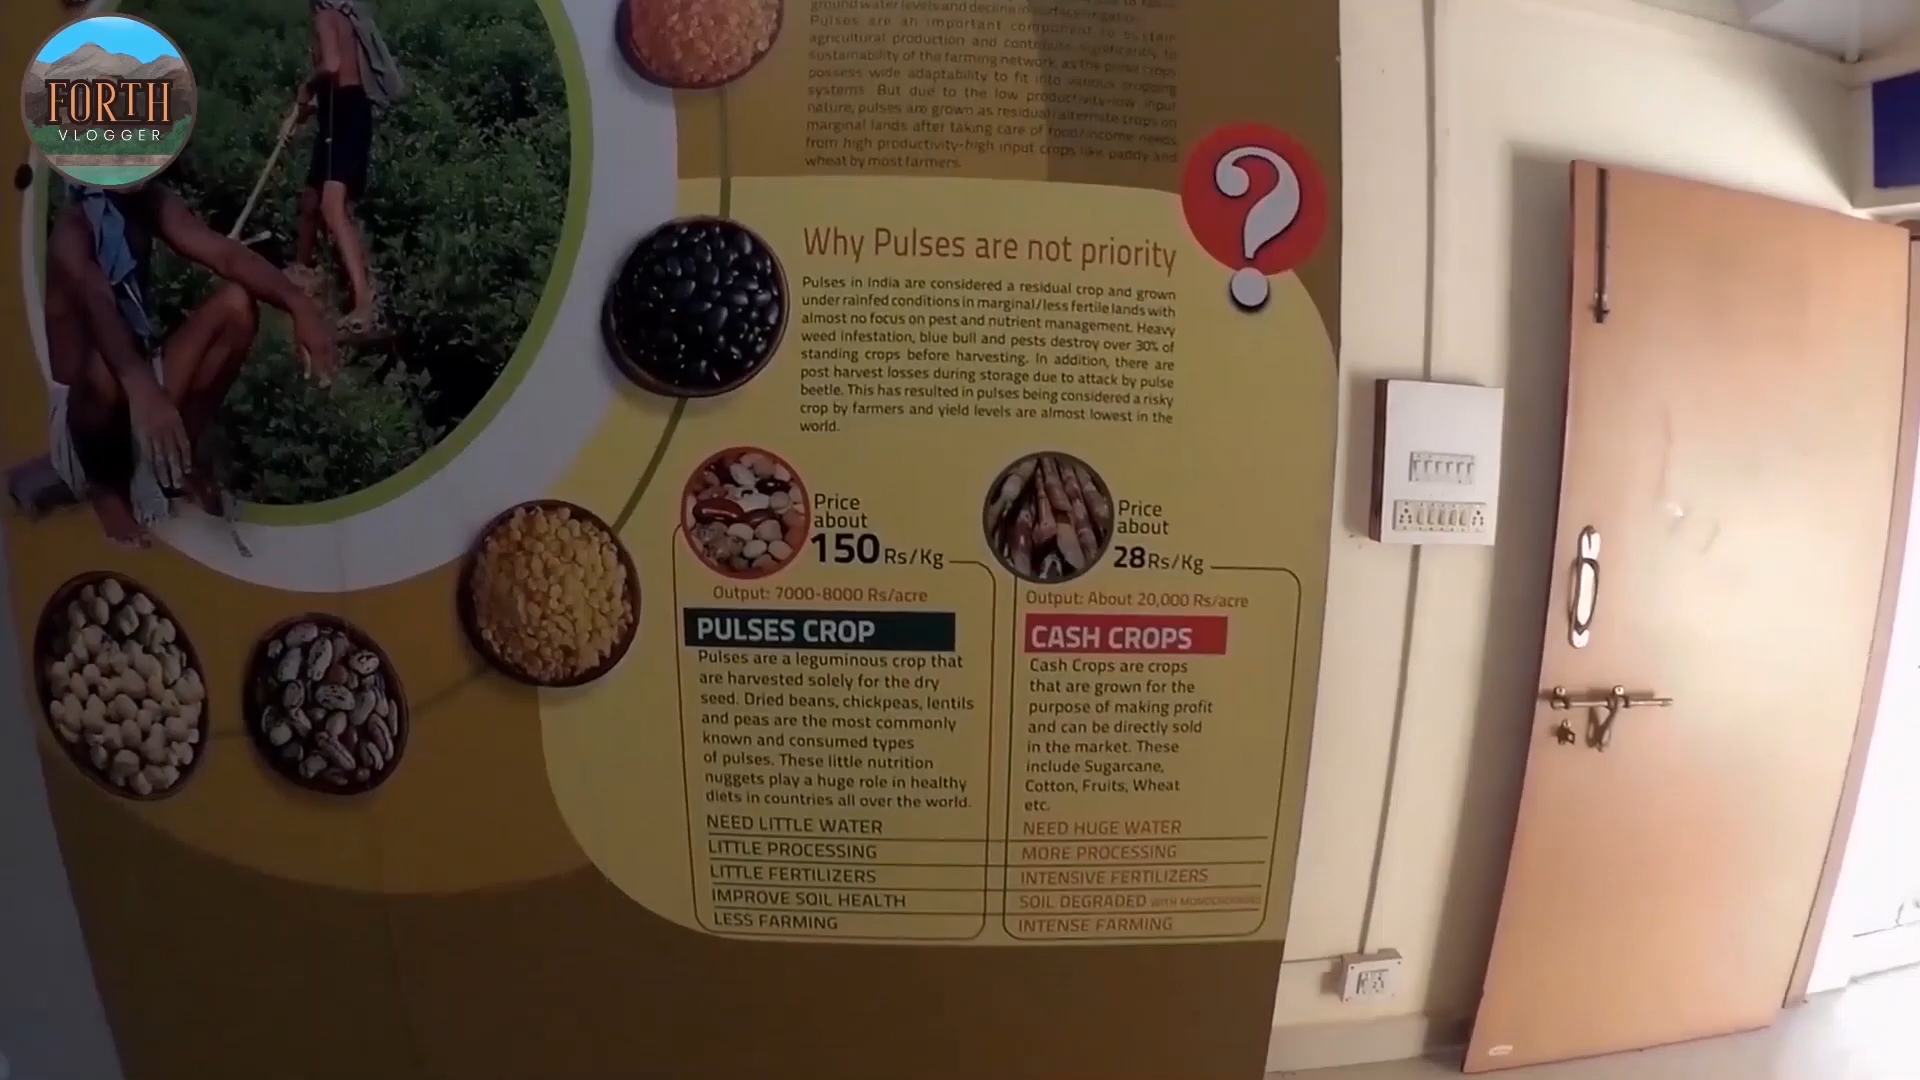 FORTH
VLOGGER
ground water levels and decline in surface irrigation.
Pulses are an important component to sustain
agricultural production and contribute significantly to
sustainability of the farming network, as the pulse crops
possess wide adaptability to fit into various cropping
systems. But due to the low productivity-low input
nature, pulses are grown as residual/alternate crops on
marginal lands after taking care of food/income needs
from high productivity-high input crops like paddy and
wheat by most farmers.
?
Why Pulses are not priority
Pulses in India are considered a residual crop and grown
under rainfed conditions in marginal/less fertile lands with
almost no focus on pest and nutrient management. Heavy
weed infestation, blue bull and pests destroy over 30% of
standing crops before harvesting. In addition, there are
post harvest losses during storage due to attack by pulse
beetle. This has resulted in pulses being considered a risky
crop by farmers and yield levels are almost lowest in the
world.
Price
about
150 Rs/Kg
Output: 7000-8000 Rs/acre
PULSES CROP
Pulses are a leguminous crop that
are harvested solely for the dry
seed. Dried beans, chickpeas, lentils
and peas are the most commonly
known and consumed types
of pulses. These little nutrition
nuggets play a huge role in healthy
diets in countries all over the world.
NEED LITTLE WATER
LITTLE PROCESSING
LITTLE FERTILIZERS
IMPROVE SOIL HEALTH
LESS FARMING
Price
about
28 Rs/Kg
Output: About 20,000 Rs/acre
CASH CROPS
Cash Crops are crops
that are grown for the
purpose of making profit
and can be directly sold
in the market. These
include Sugarcane,
Cotton, Fruits, Wheat
etc.
NEED HUGE WATER
MORE PROCESSING
INTENSIVE FERTILIZERS
SOIL DEGRADED WITH MONOCROPPING
INTENSE FARMING